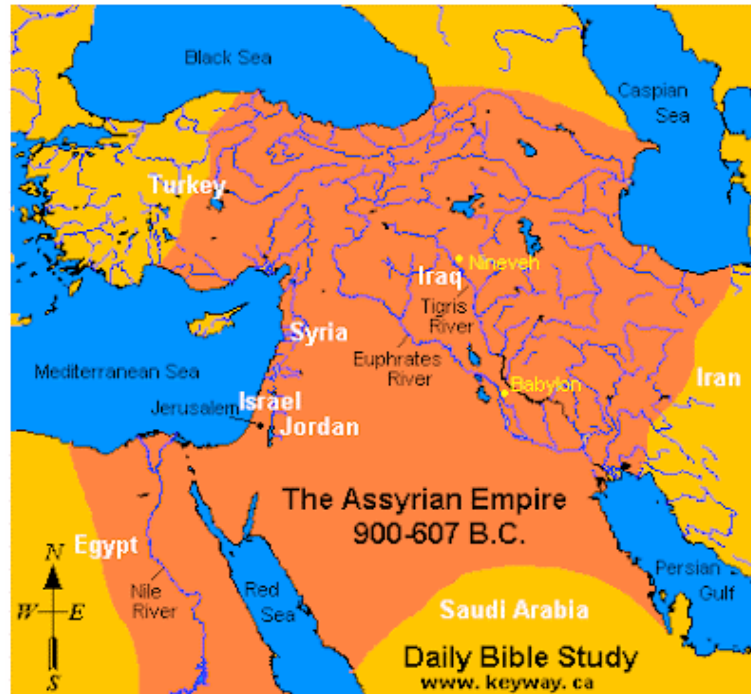 Black Sea
Caspian
Sea
Turkey
Nineveh
Iraq
Tigris
River
Syria
Euphrates
River
Mediterranean Sea
Iran
Babylon
Israel
Jerusalem
Jordan
The Assyrian Empire
900-607 B.C.
Egypt
N
W E
S
Nile
River
Red
Sea
Persian
Gulf
Saudi Arabia
Daily Bible Study
www.keyway.ca